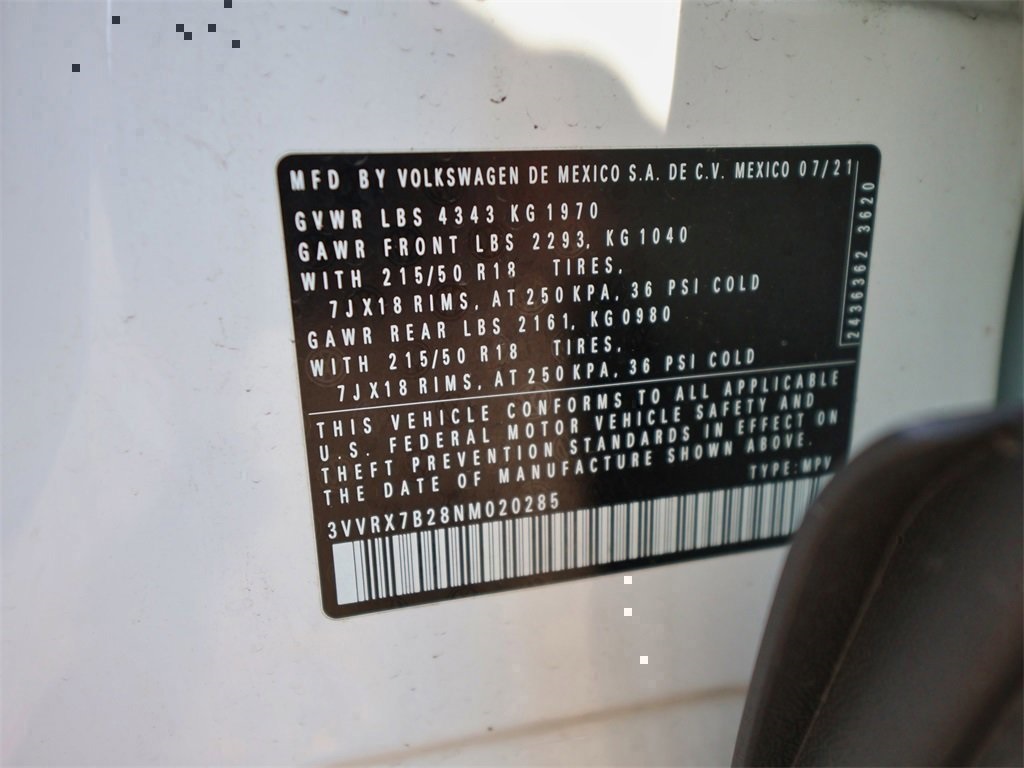 MFD BY VOLKSWAGEN DE MEXICO S.A. DE C.V. MEXICO 07/21
GVWR LBS 4343 KG 1970
GAWR FRONT LBS 2293, KG 1040
WITH 215/50 R18 TIRES,
7JX18 RIMS, AT 250 KPA, 36 PSI COLD
GAWR REAR LBS 2161, KG 0980
WITH 215/50 R18 TIRES,
7JX18 RIMS, AT 250 KPA, 36 PSI COLD
2436362 3620
THIS VEHICLE CONFORMS TO ALL APPLICABLE
U.S. FEDERAL MOTOR VEHICLE SAFETY AND
THEFT PREVENTION STANDARDS IN EFFECT ON
THE DATE OF MANUFACTURE SHOWN ABOVE.
TYPE: MPV
3VVRX7B28NM020285